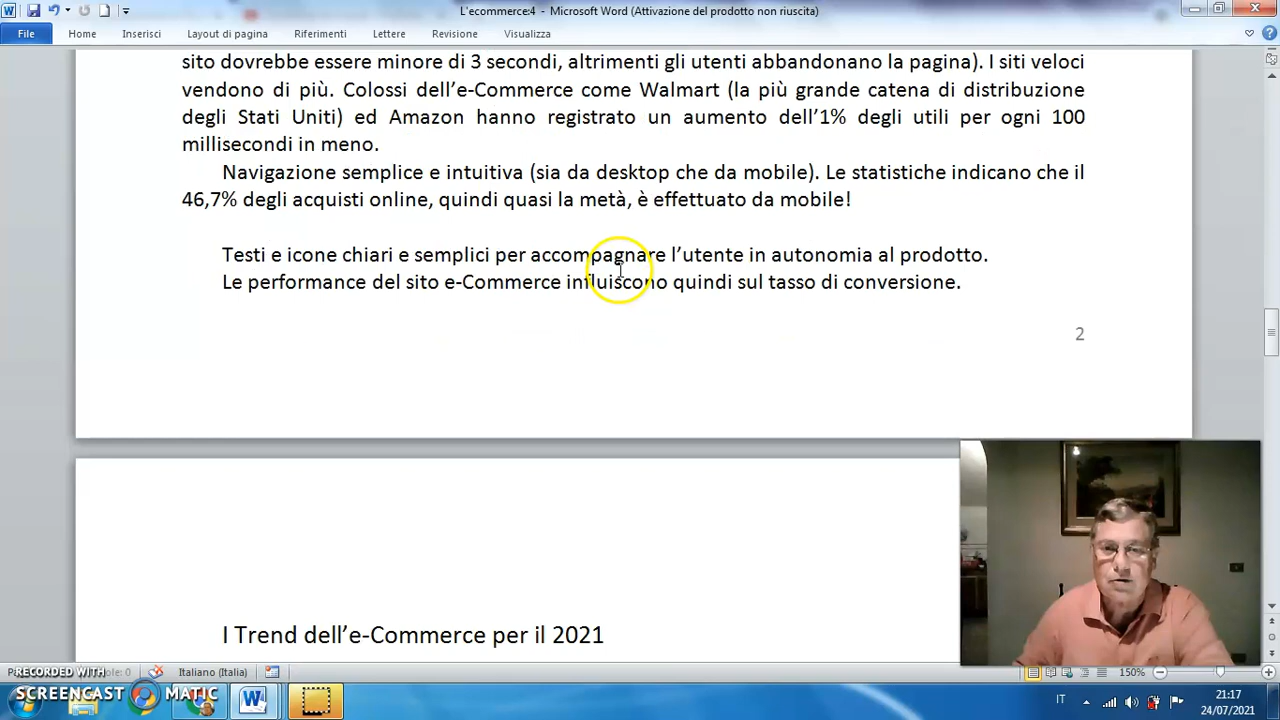 L'ecommerce:4 - Microsoft Word (Attivazione del prodotto non riuscita)
File Home Inserisci Layout di pagina Riferimenti Lettere Revisione Visualizza
sito dovrebbe essere minore di 3 secondi, altrimenti gli utenti abbandonano la pagina). I siti veloci
vendono di più. Colossi dell’e-Commerce come Walmart (la più grande catena di distribuzione
degli Stati Uniti) ed Amazon hanno registrato un aumento dell’1% degli utili per ogni 100
millisecondi in meno.
Navigazione semplice e intuitiva (sia da desktop che da mobile). Le statistiche indicano che il
46,7% degli acquisti online, quindi quasi la metà, è effettuato da mobile!
Testi e icone chiari e semplici per accompagnare l’utente in autonomia al prodotto.
Le performance del sito e-Commerce influiscono quindi sul tasso di conversione.
2
I Trend dell’e-Commerce per il 2021
RECORDED WITH
SCREENCAST MATIC
Italiano (Italia)
150%
IT
21:17
24/07/2021